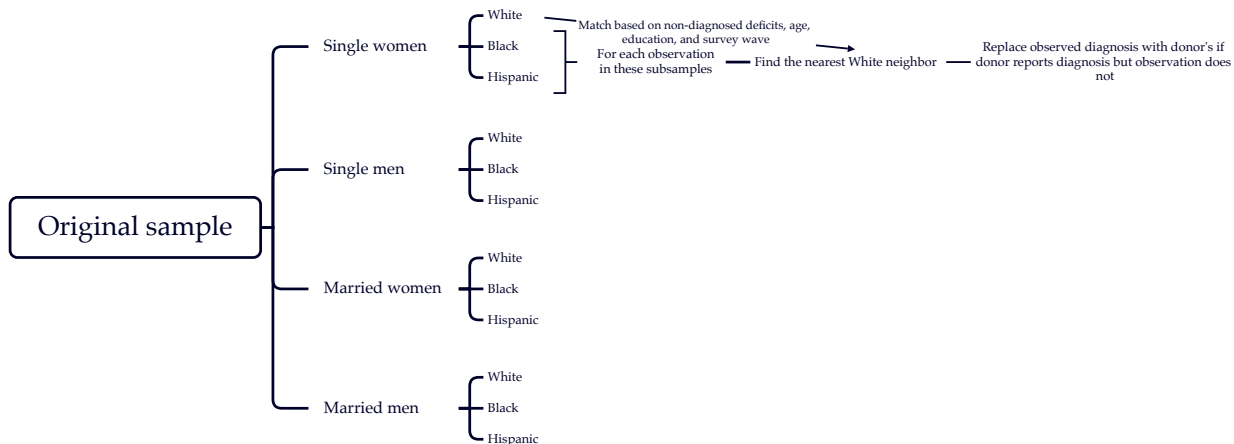 White
Match based on non-diagnosed deficits, age,
education, and survey wave
Single women
Black
For each observation
in these subsamples
Find the nearest White neighbor
Replace observed diagnosis with donor's if
donor reports diagnosis but observation does
not
Hispanic
White
Single men
Black
Hispanic
Original sample
White
Married women
Black
Hispanic
White
Married men
Black
Hispanic